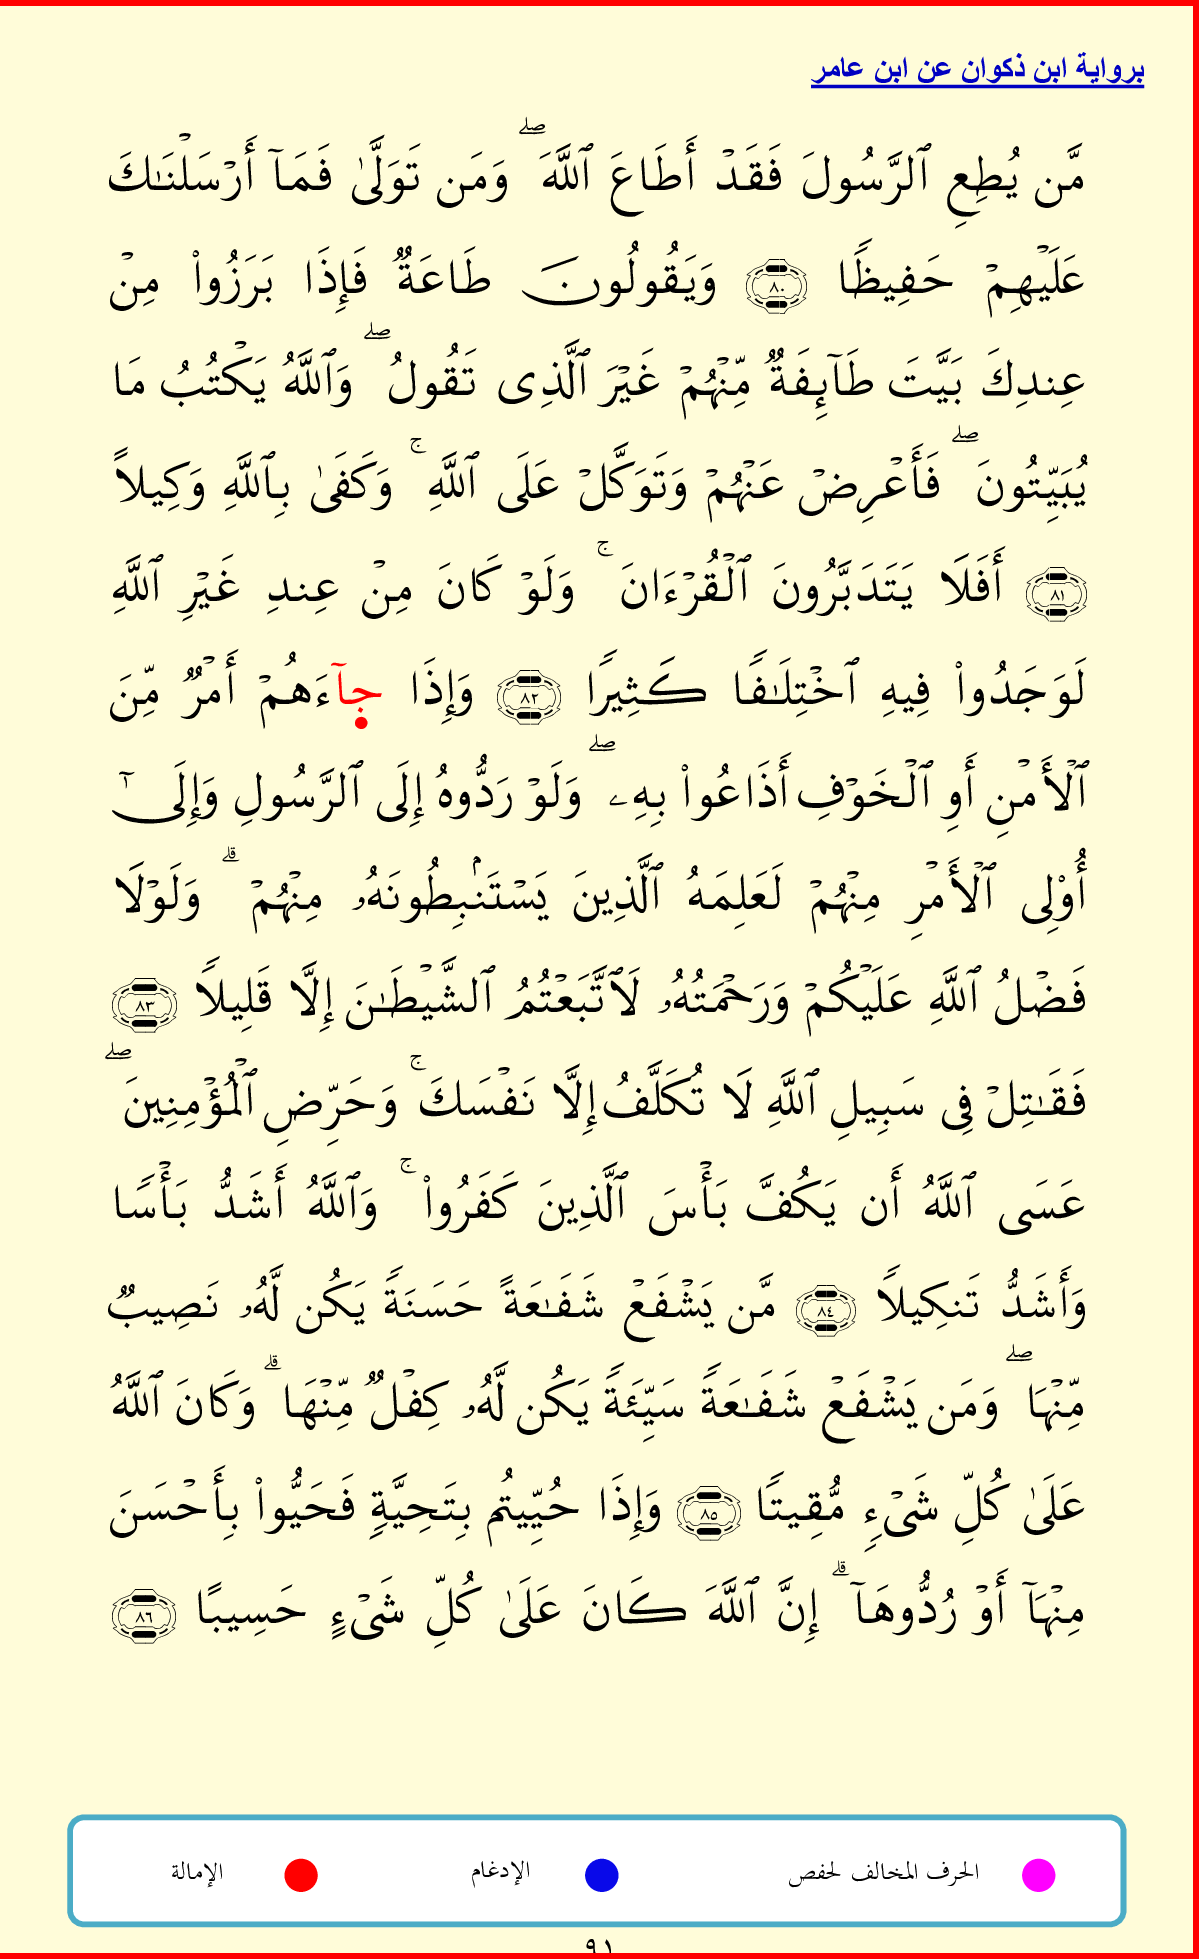 برواية ابن ذكوان عن ابن عامر
مَّن يُطِعِ ٱلرَّسُولَ فَقَدْ أَطَاعَ ٱللَّهَ ۖ وَمَن تَوَلَّىٰ فَمَآ أَرْسَلْنَـٰكَ
عَلَيْهِمْ حَفِيظًا ٨٠ وَيَقُولُونَ طَاعَةٌ فَإِذَا بَرَزُوا۟ مِنْ
عِندِكَ بَيَّتَ طَآئِفَةٌ مِّنْهُمْ غَيْرَ ٱلَّذِى تَقُولُ ۖ وَٱللَّهُ يَكْتُبُ مَا
يُبَيِّتُونَ ۖ فَأَعْرِضْ عَنْهُمْ وَتَوَكَّلْ عَلَى ٱللَّهِ ۚ وَكَفَىٰ بِٱللَّهِ وَكِيلاً
٨١ أَفَلَا يَتَدَبَّرُونَ ٱلْقُرْءَانَ ۚ وَلَوْ كَانَ مِنْ عِندِ غَيْرِ ٱللَّهِ
لَوَجَدُوا۟ فِيهِ ٱخْتِلَـٰفًا كَثِيرًا ٨٢ وَإِذَا جآءَهُمْ أَمْرٌ مِّنَ
ٱلْأَمْنِ أَوِ ٱلْخَوْفِ أَذَاعُوا۟ بِهِۦ ۖ وَلَوْ رَدُّوهُ إِلَى ٱلرَّسُولِ وَإِلَىٰٓ
أُو۟لِى ٱلْأَمْرِ مِنْهُمْ لَعَلِمَهُ ٱلَّذِينَ يَسْتَنۢبِطُونَهُۥ مِنْهُمْ ۗ وَلَوْلَا
فَضْلُ ٱللَّهِ عَلَيْكُمْ وَرَحْمَتُهُۥ لَٱتَّبَعْتُمُ ٱلشَّيْطَـٰنَ إِلَّا قَلِيلاً ٨٣
فَقَـٰتِلْ فِى سَبِيلِ ٱللَّهِ لَا تُكَلَّفُ إِلَّا نَفْسَكَ ۚ وَحَرِّضِ ٱلْمُؤْمِنِينَ ۖ
عَسَى ٱللَّهُ أَن يَكُفَّ بَأْسَ ٱلَّذِينَ كَفَرُوا۟ ۚ وَٱللَّهُ أَشَدُّ بَأْسًا
وَأَشَدُّ تَنكِيلاً ٨٤ مَّن يَشْفَعْ شَفَـٰعَةً حَسَنَةً يَكُن لَّهُۥ نَصِيبٌ
مِّنْهَا ۖ وَمَن يَشْفَعْ شَفَـٰعَةً سَيِّئَةً يَكُن لَّهُۥ كِفْلٌ مِّنْهَا ۗ وَكَانَ ٱللَّهُ
عَلَىٰ كُلِّ شَىْءٍ مُّقِيتًا ٨٥ وَإِذَا حُيِّيتُم بِتَحِيَّةٍ فَحَيُّوا۟ بِأَحْسَنَ
مِنْهَآ أَوْ رُدُّوهَآ ۗ إِنَّ ٱللَّهَ كَانَ عَلَىٰ كُلِّ شَىْءٍ حَسِيبًا ٨٦
الحرف المخالف لحفص الإدغام الإمالة
٩١